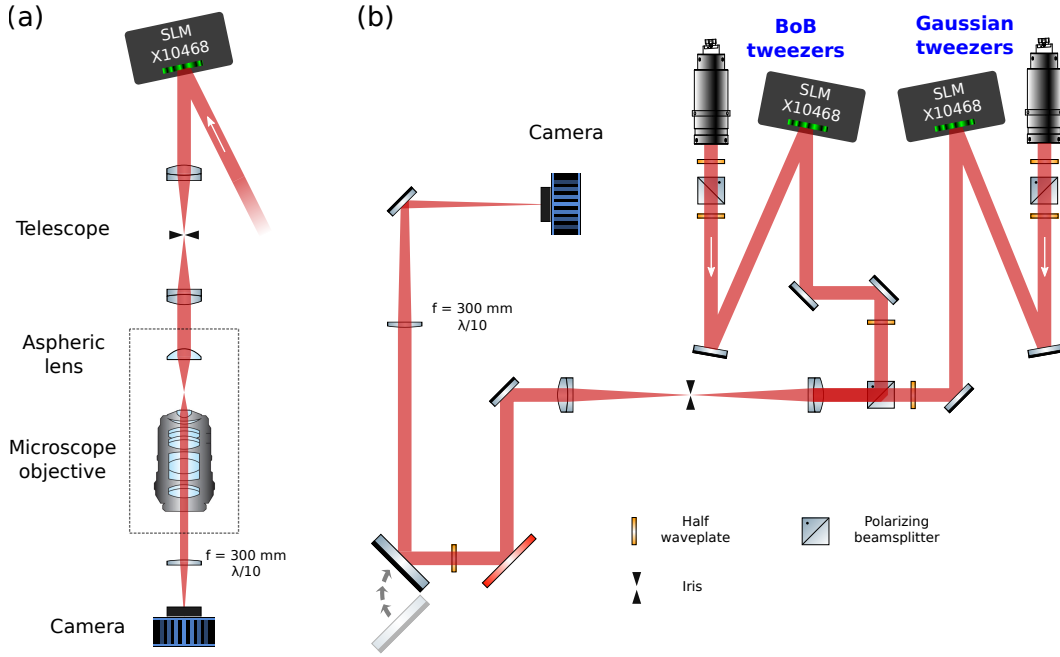 (a)
SLM
X10468
Telescope
Aspheric
lens
Microscope
objective
f = 300 mm
λ/10
Camera
(b)
BoB
tweezers
Gaussian
tweezers
SLM
X10468
SLM
X10468
Camera
f = 300 mm
λ/10
Half
waveplate
Polarizing
beamsplitter
Iris